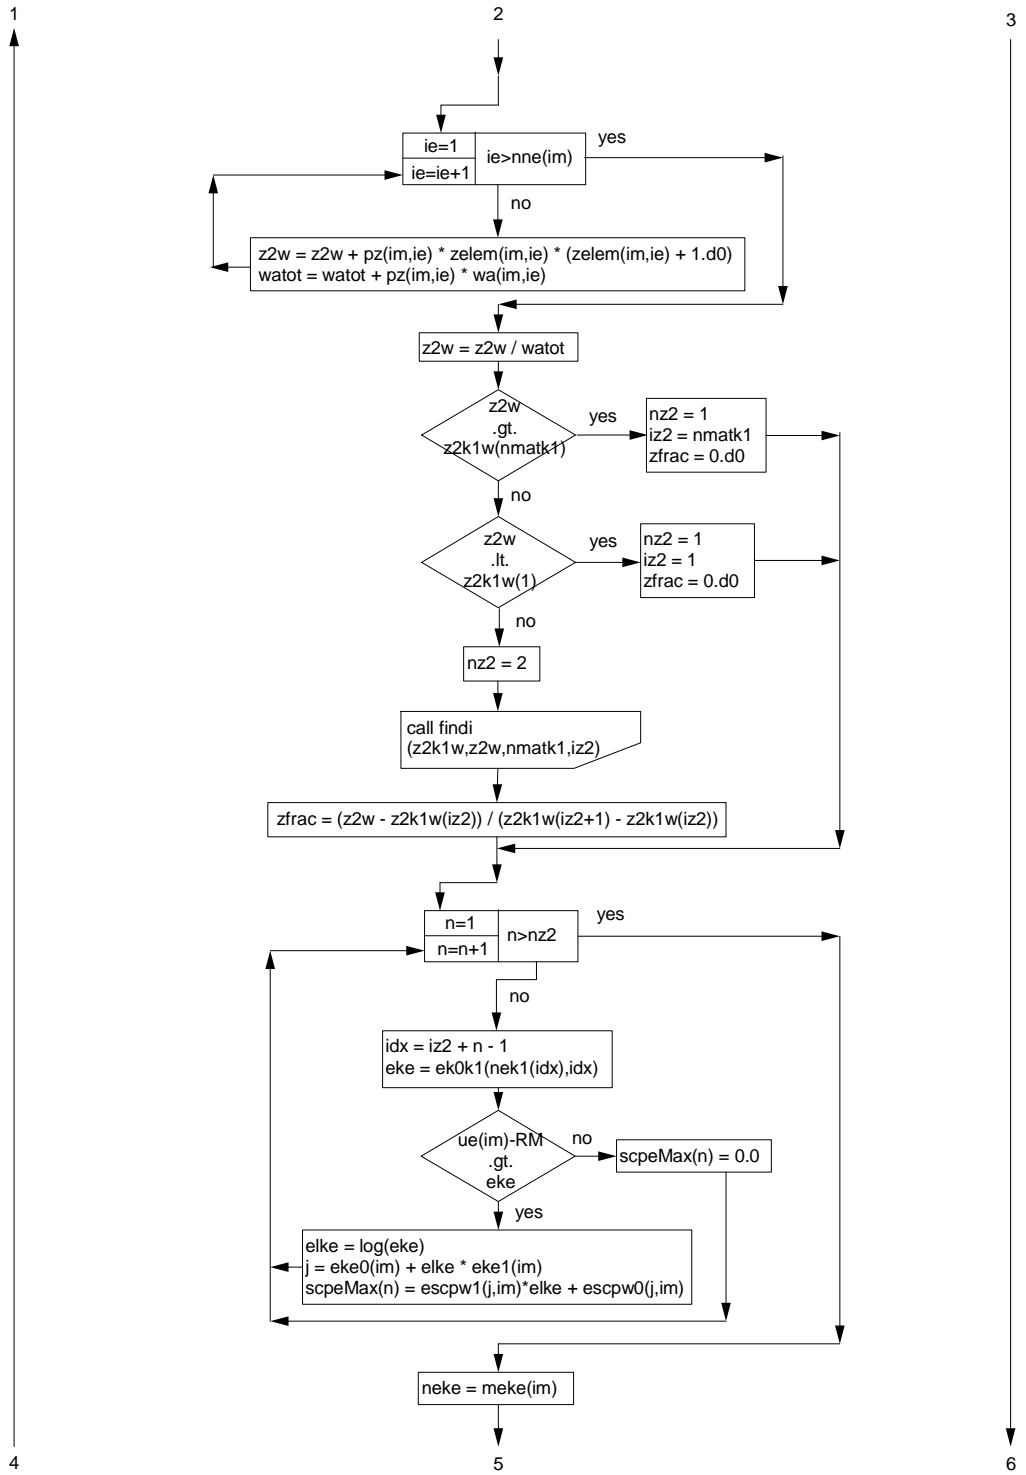 1
2
3
ie=1
ie=ie+1
ie>nne(im)
yes
no
z2w = z2w + pz(im,ie) * zelem(im,ie) * (zelem(im,ie) + 1.d0)
watot = watot + pz(im,ie) * wa(im,ie)
z2w = z2w / watot
z2w
.gt.
z2k1w(nmatk1)
yes
nz2 = 1
iz2 = nmatk1
zfrac = 0.d0
no
z2w
.lt.
z2k1w(1)
yes
nz2 = 1
iz2 = 1
zfrac = 0.d0
no
nz2 = 2
call findi
(z2k1w,z2w,nmatk1,iz2)
zfrac = (z2w - z2k1w(iz2)) / (z2k1w(iz2+1) - z2k1w(iz2))
n=1
n=n+1
n>nz2
yes
no
idx = iz2 + n - 1
eke = ek0k1(nek1(idx),idx)
ue(im)-RM
.gt.
eke
no
scpeMax(n) = 0.0
yes
elke = log(eke)
j = eke0(im) + elke * eke1(im)
scpeMax(n) = escpw1(j,im)*elke + escpw0(j,im)
neke = meke(im)
4
5
6